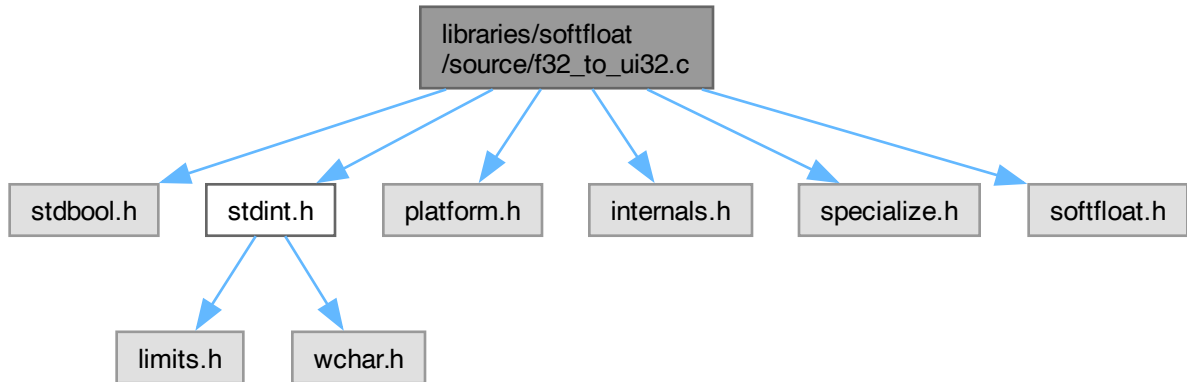 libraries/softfloat
/source/f32_to_ui32.c
stdbool.h
stdint.h
platform.h
internals.h
specialize.h
softfloat.h
limits.h
wchar.h